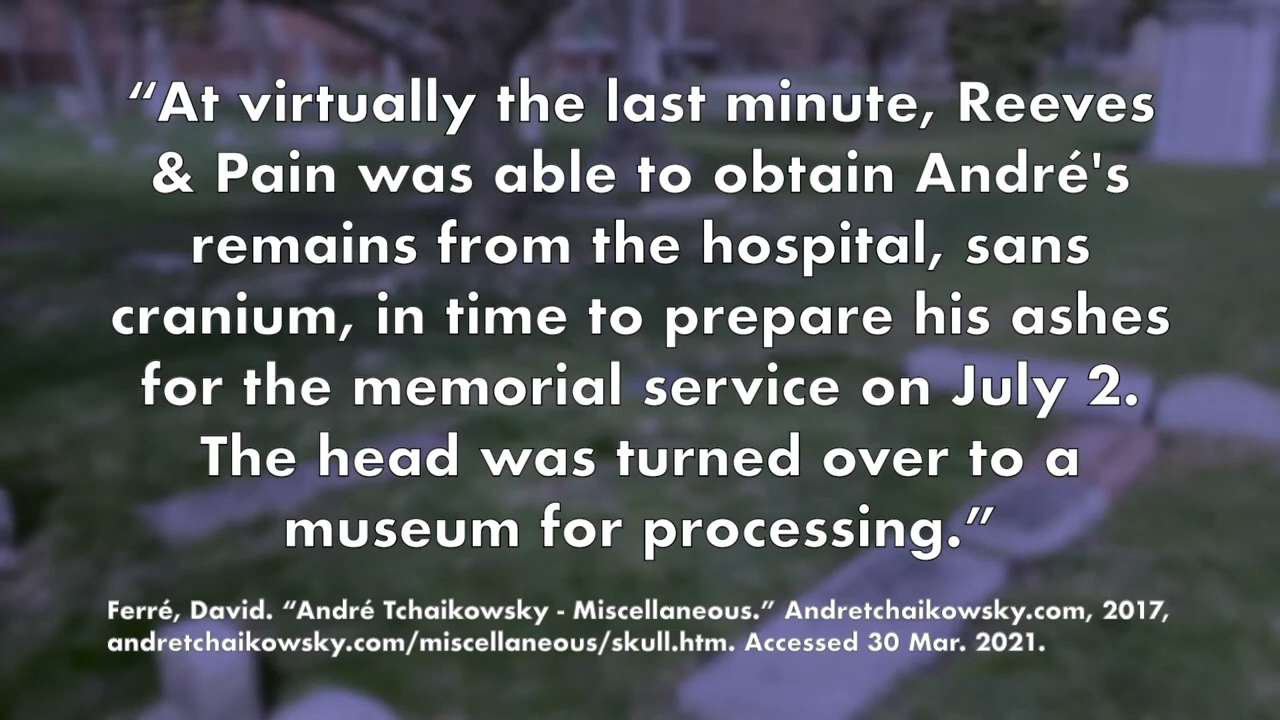 “At virtually the last minute, Reeves
& Pain was able to obtain André's
remains from the hospital, sans
cranium, in time to prepare his ashes
for the memorial service on July 2.
The head was turned over to a
museum for processing.”
Ferré, David. “André Tchaikowsky - Miscellaneous.” Andretchaikowsky.com, 2017,
andretchaikowsky.com/miscellaneous/skull.htm. Accessed 30 Mar. 2021.